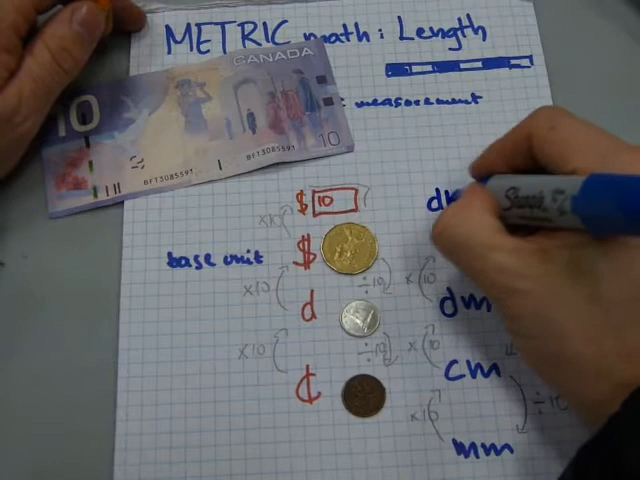 METRIC math: Length
CANADA
10
measurement
10
BFT3085591
BFT3085591
$ 10
dk
Sharpie
x10
base unit
$
÷10
x10
x10
d
dm
x10
÷10
x10
¢
cm
x10
÷10
mm